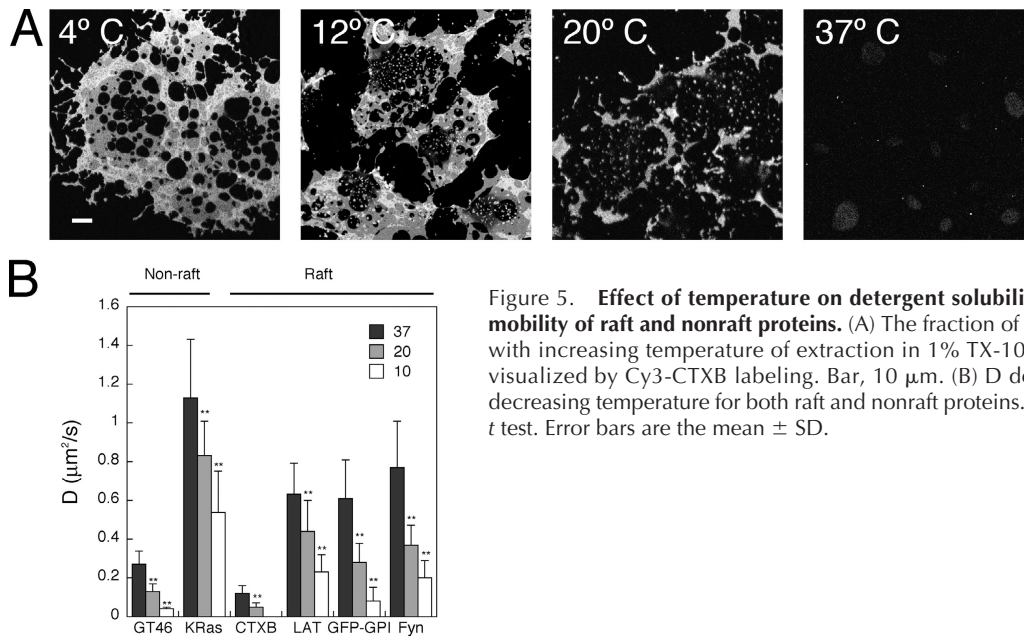 A
4º C
12º C
20º C
37º C
B
Non-raft
Raft
1.6
1.4
1.2
1
0.8
0.6
0.4
0.2
0
D (μm²/s)
37
20
10
**
**
**
**
**
**
**
**
**
**
**
GT46 KRas CTXB LAT GFP-GPI Fyn
Figure 5. Effect of temperature on detergent
mobility of raft and nonraft proteins. (A) The fraction of
with increasing temperature of extraction in 1%
visualized by Cy3-CTXB labeling. Bar, 10 μm. (B) D
decreasing temperature for both raft and nonraft proteins.
t test. Error bars are the mean ± SD.